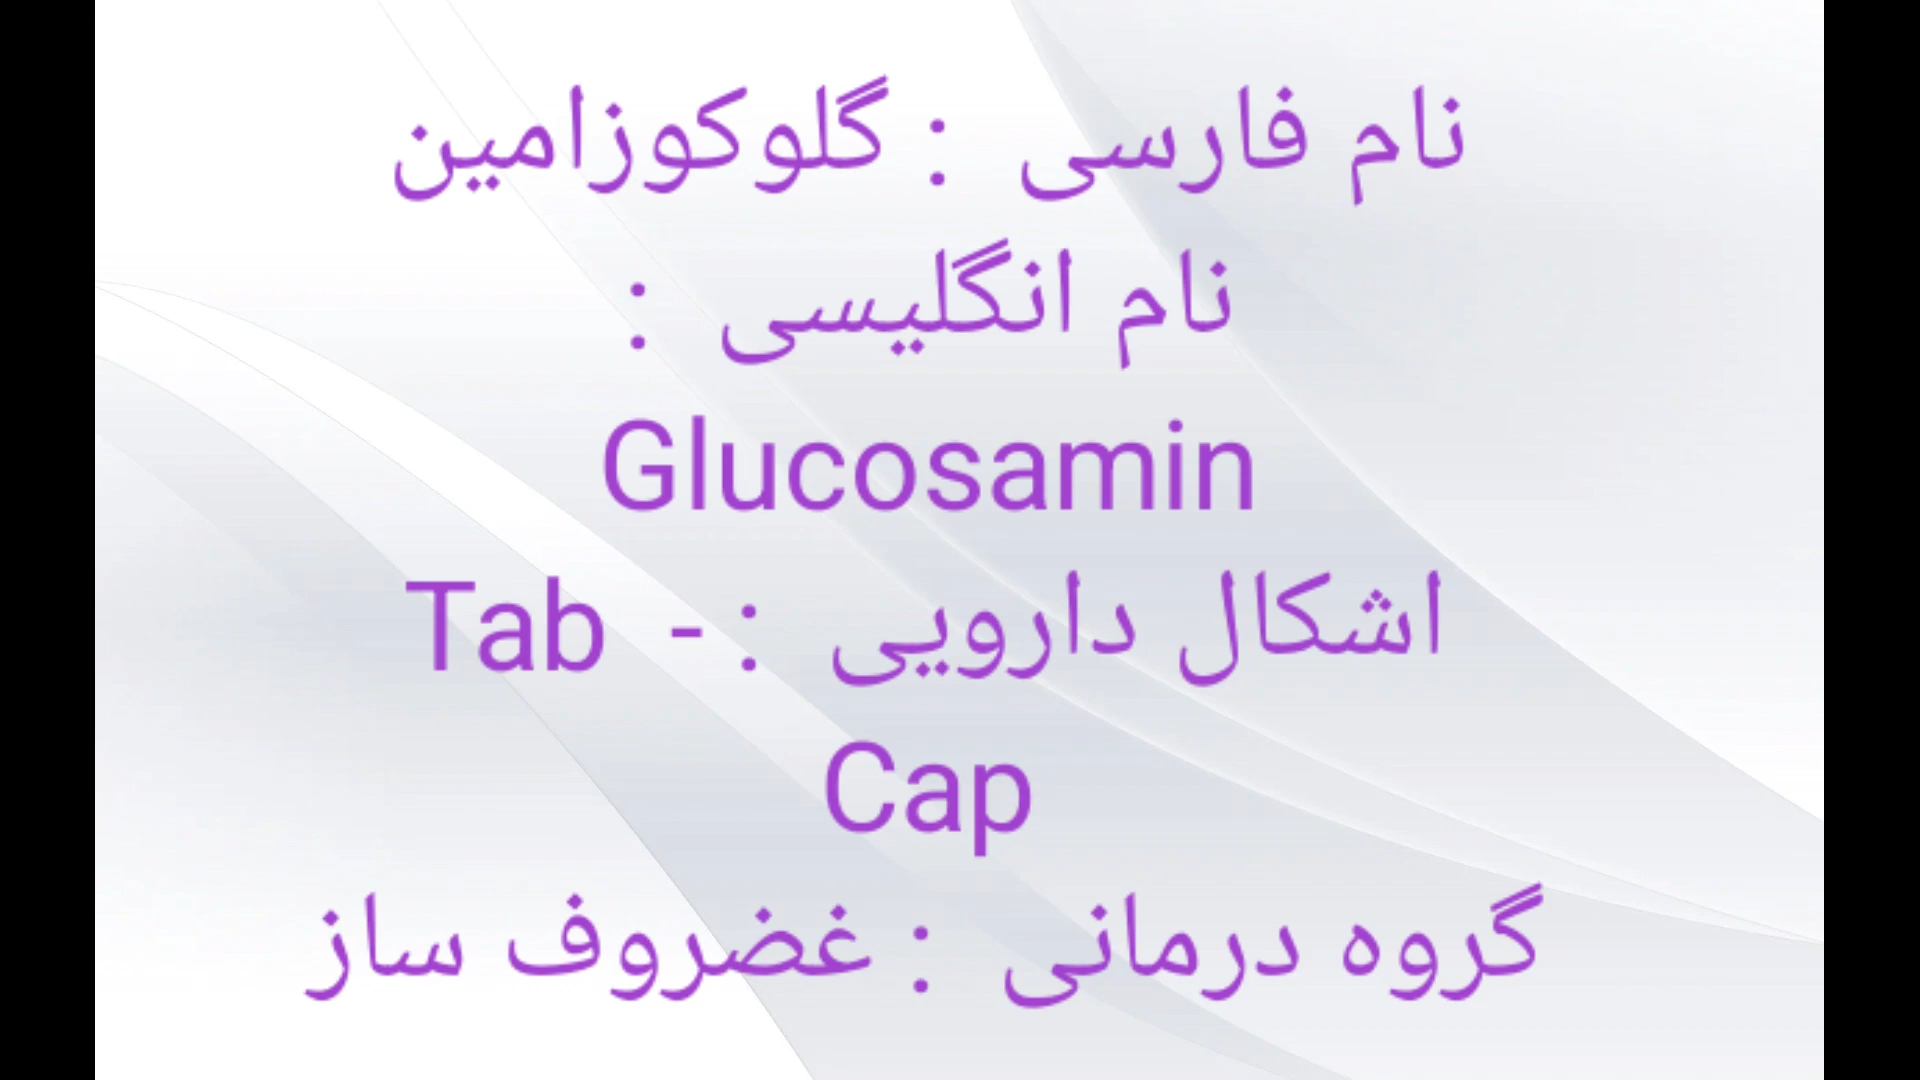 نام فارسی : گلوکوزامین
نام انگلیسی :
Glucosamin
اشکال دارویی : - Tab
Cap
گروه درمانی : غضروف ساز